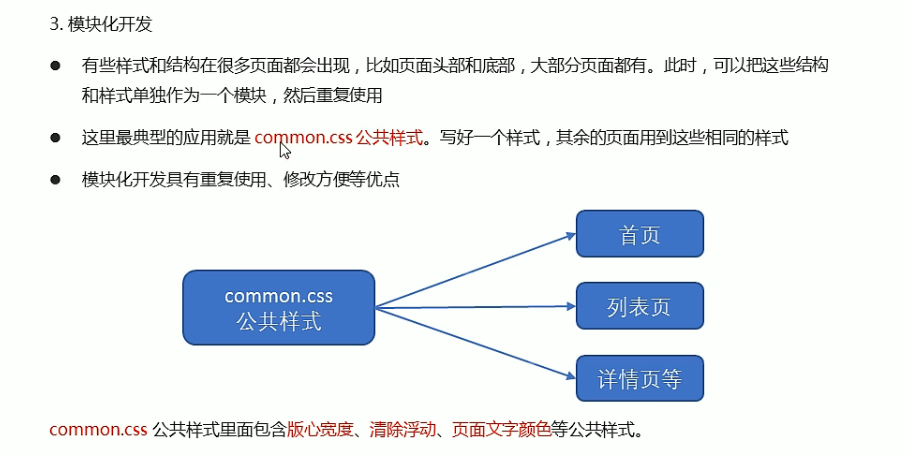 3. 模块化开发
● 有些样式和结构在很多页面都会出现，比如页面头部和底部，大部分页面都有。此时，可以把这些结构
和样式单独作为一个模块，然后重复使用
● 这里最典型的应用就是 common.css 公共样式。写好一个样式，其余的页面用到这些相同的样式
● 模块化开发具有重复使用、修改方便等优点
首页
common.css
公共样式
列表页
详情页等
common.css 公共样式里面包含版心宽度、清除浮动、页面文字颜色等公共样式。